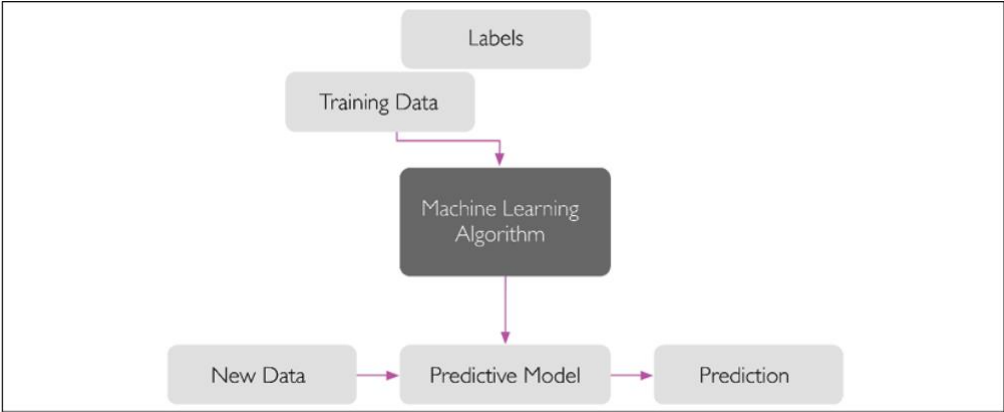 Labels
Training Data
Machine Learning
Algorithm
New Data
Predictive Model
Prediction